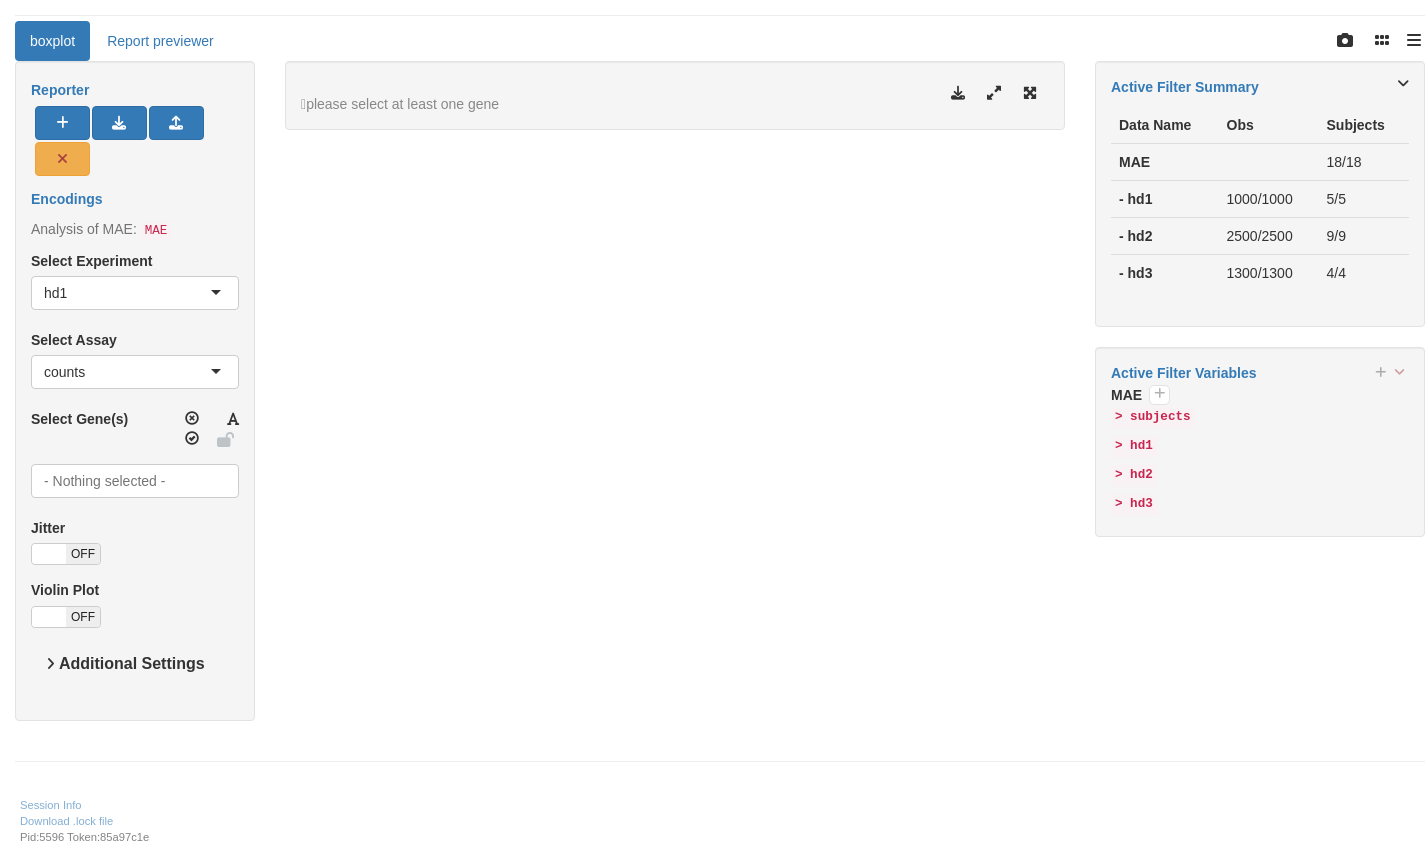 boxplot
Report previewer
Reporter
Encodings
Analysis of MAE: MAE
Select Experiment
hd1
Select Assay
counts
Select Gene(s)
- Nothing selected -
Jitter
OFF
Violin Plot
OFF
Additional Settings
please select at least one gene
Active Filter Summary
Data Name Obs Subjects
MAE 18/18
- hd1 1000/1000 5/5
- hd2 2500/2500 9/9
- hd3 1300/1300 4/4
Active Filter Variables
MAE
> subjects
> hd1
> hd2
> hd3
Session Info
Download .lock file
Pid:5596 Token:85a97c1e